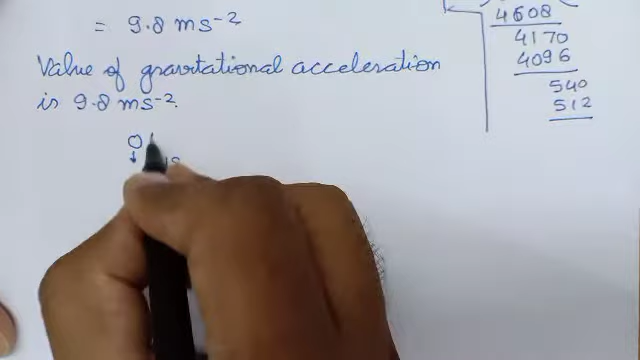 = 9.8 ms⁻²
Value of gravitational acceleration
is 9.8 ms⁻².
4608
4170
4096
540
512